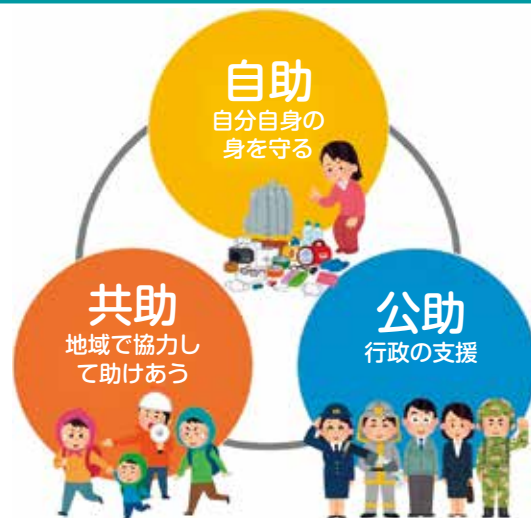 自助
自分自身の
身を守る
共助
地域で協力し
て助けあう
公助
行政の支援